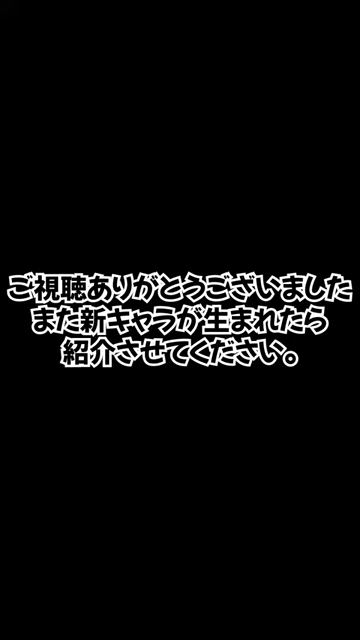 ご視聴ありがとうございました
また新キャラが生まれたら
紹介させてください。